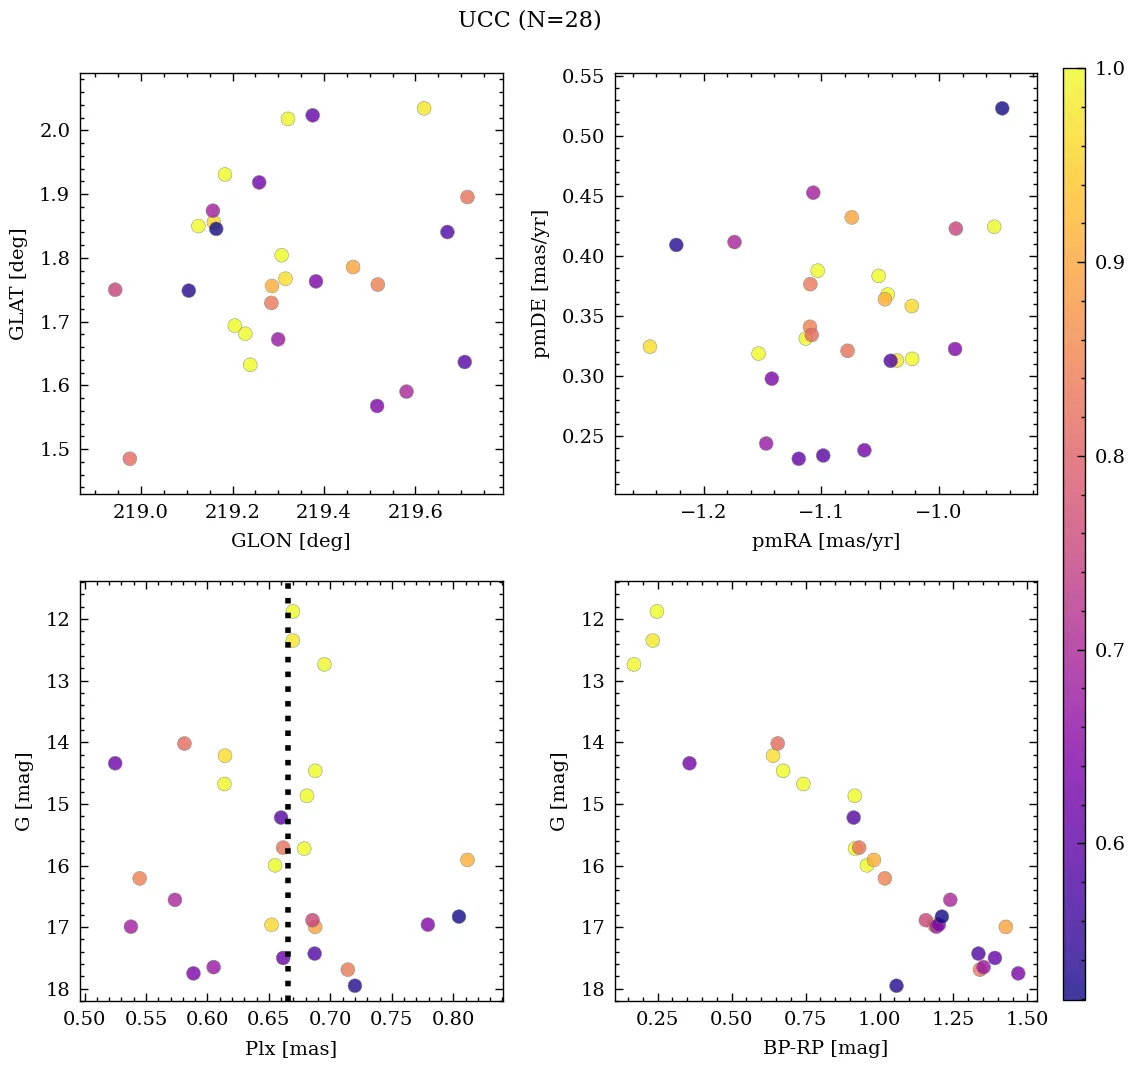 UCC (N=28)
2.0
1.9
1.8
1.7
1.6
1.5
GLAT [deg]
219.0 219.2 219.4 219.6
GLON [deg]
0.55
0.50
0.45
0.40
0.35
0.30
0.25
pmDE [mas/yr]
−1.2 −1.1 −1.0
pmRA [mas/yr]
12
13
14
15
16
17
18
G [mag]
0.50 0.55 0.60 0.65 0.70 0.75 0.80
Plx [mas]
12
13
14
15
16
17
18
G [mag]
0.25 0.50 0.75 1.00 1.25 1.50
BP-RP [mag]
1.0
0.9
0.8
0.7
0.6